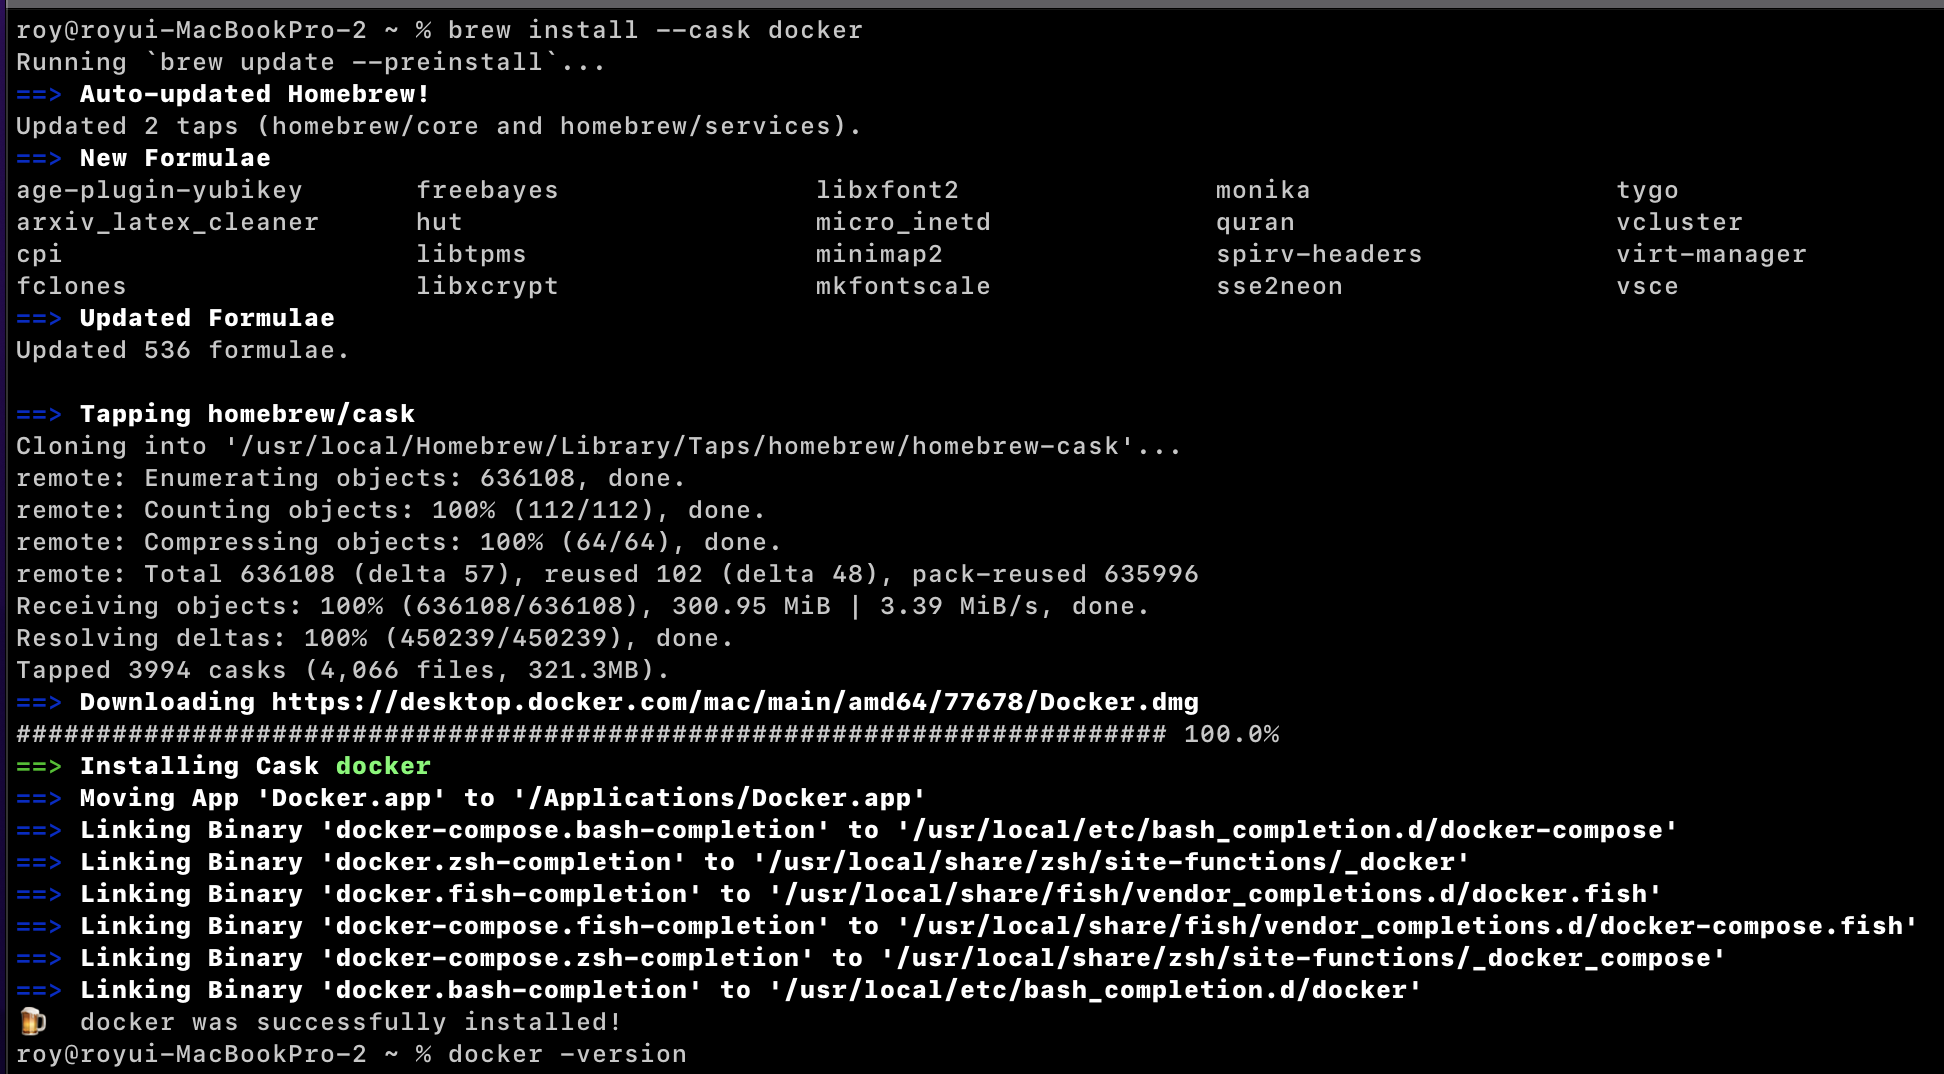 roy@royui-MacBookPro-2 ~ % brew install --cask docker
Running `brew update --preinstall`...
==> Auto-updated Homebrew!
Updated 2 taps (homebrew/core and homebrew/services).
==> New Formulae
age-plugin-yubikey freebayes libxfont2 monika tygo
arxiv_latex_cleaner hut micro_inetd quran vcluster
cpi libtpms minimap2 spirv-headers virt-manager
fclones libxcrypt mkfontscale sse2neon vsce
==> Updated Formulae
Updated 536 formulae.
==> Tapping homebrew/cask
Cloning into '/usr/local/Homebrew/Library/Taps/homebrew/homebrew-cask'...
remote: Enumerating objects: 636108, done.
remote: Counting objects: 100% (112/112), done.
remote: Compressing objects: 100% (64/64), done.
remote: Total 636108 (delta 57), reused 102 (delta 48), pack-reused 635996
Receiving objects: 100% (636108/636108), 300.95 MiB | 3.39 MiB/s, done.
Resolving deltas: 100% (450239/450239), done.
Tapped 3994 casks (4,066 files, 321.3MB).
==> Downloading https://desktop.docker.com/mac/main/amd64/77678/Docker.dmg
######################################################################## 100.0%
==> Installing Cask docker
==> Moving App 'Docker.app' to '/Applications/Docker.app'
==> Linking Binary 'docker-compose.bash-completion' to '/usr/local/etc/bash_completion.d/docker-compose'
==> Linking Binary 'docker.zsh-completion' to '/usr/local/share/zsh/site-functions/_docker'
==> Linking Binary 'docker.fish-completion' to '/usr/local/share/fish/vendor_completions.d/docker.fish'
==> Linking Binary 'docker-compose.fish-completion' to '/usr/local/share/fish/vendor_completions.d/docker-compose.fish'
==> Linking Binary 'docker-compose.zsh-completion' to '/usr/local/share/zsh/site-functions/_docker_compose'
==> Linking Binary 'docker.bash-completion' to '/usr/local/etc/bash_completion.d/docker'
🍺 docker was successfully installed!
roy@royui-MacBookPro-2 ~ % docker -version